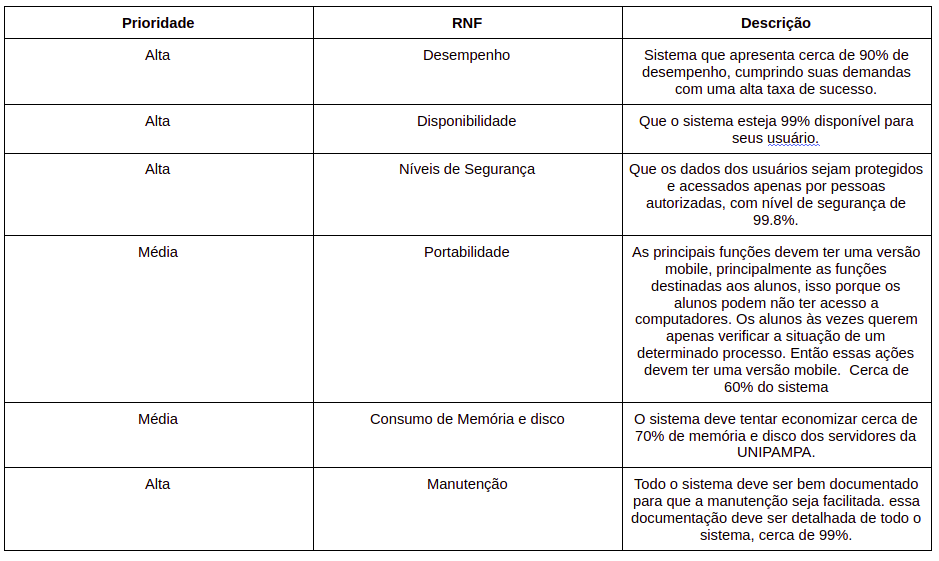 Prioridade RNF Descrição
Alta Desempenho Sistema que apresenta cerca de 90% de
desempenho, cumprindo suas demandas
com uma alta taxa de sucesso.
Alta Disponibilidade Que o sistema esteja 99% disponível para
seus usuário.
Alta Níveis de Segurança Que os dados dos usuários sejam protegidos
e acessados apenas por pessoas
autorizadas, com nível de segurança de
99.8%.
Média Portabilidade As principais funções devem ter uma versão
mobile, principalmente as funções
destinadas aos alunos, isso porque os
alunos podem não ter acesso a
computadores. Os alunos às vezes querem
apenas verificar a situação de um
determinado processo. Então essas ações
devem ter uma versão mobile.  Cerca de
60% do sistema
Média Consumo de Memória e disco O sistema deve tentar economizar cerca de
70% de memória e disco dos servidores da
UNIPAMPA.
Alta Manutenção Todo o sistema deve ser bem documentado
para que a manutenção seja facilitada. essa
documentação deve ser detalhada de todo o
sistema, cerca de 99%.